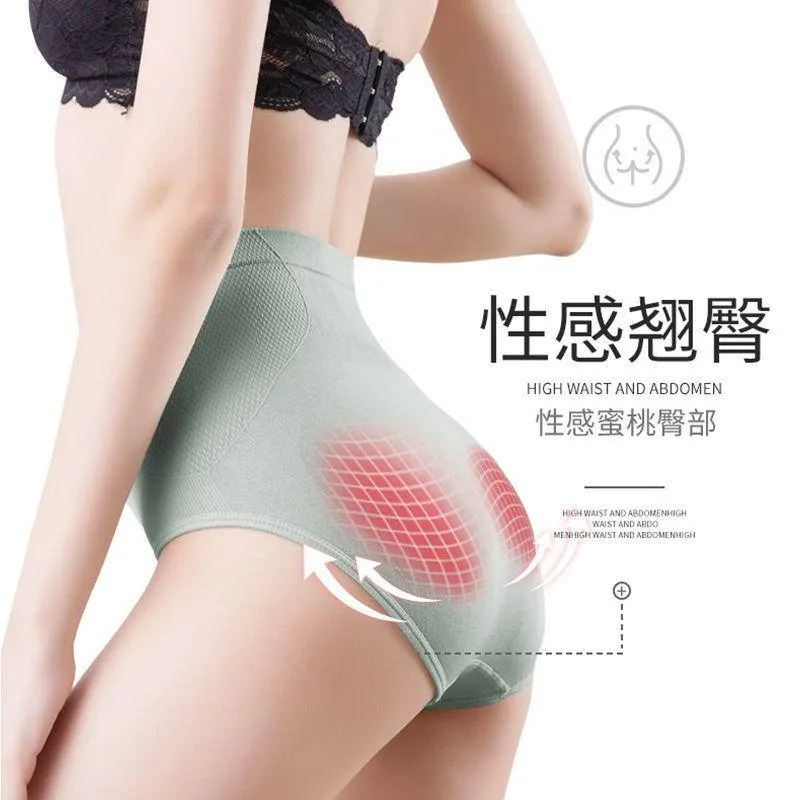 性感翘臀
HIGH WAIST AND ABDOMEN
性感蜜桃臀部
HIGH WAIST AND ABDOMENHIGH
WAIST AND ABDO
MENHIGH WAIST AND ABDOMENHIGH